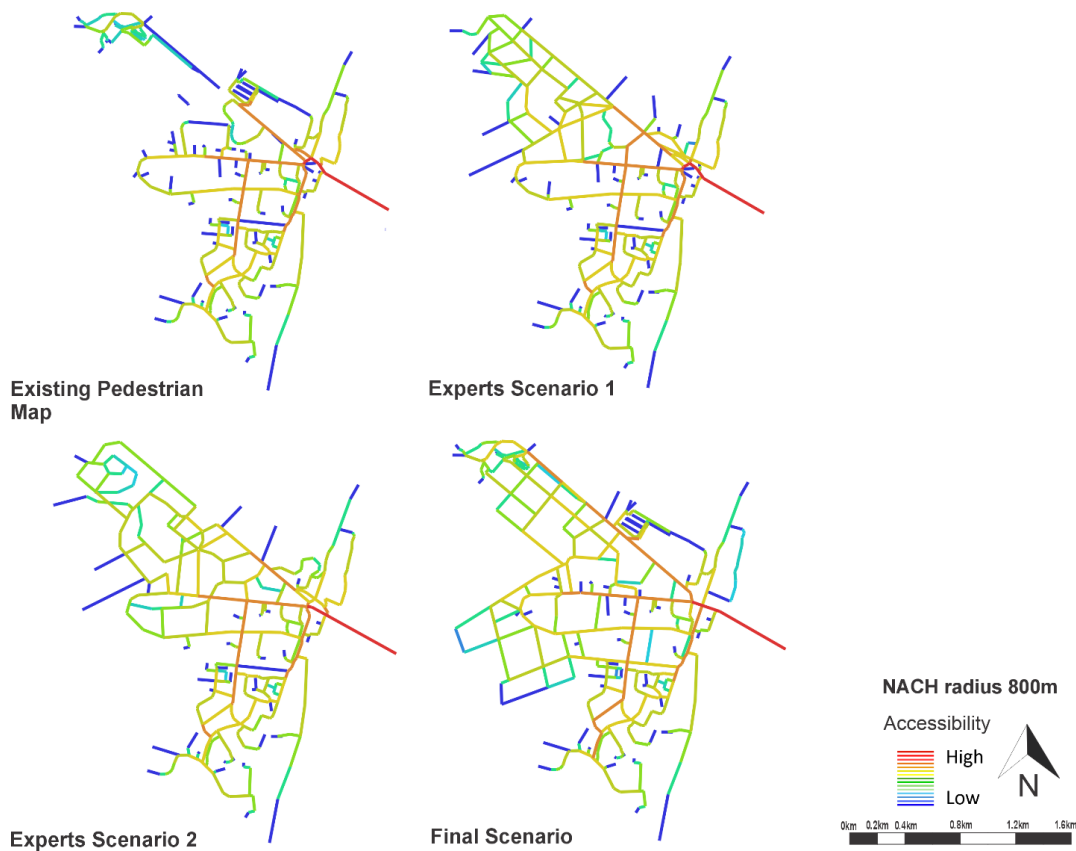 Existing Pedestrian
Map
Experts Scenario 1
Experts Scenario 2
Final Scenario
NACH radius 800m
Accessibility
High
Low
N
0km 0.2km 0.4km 0.8km 1.2km 1.6km